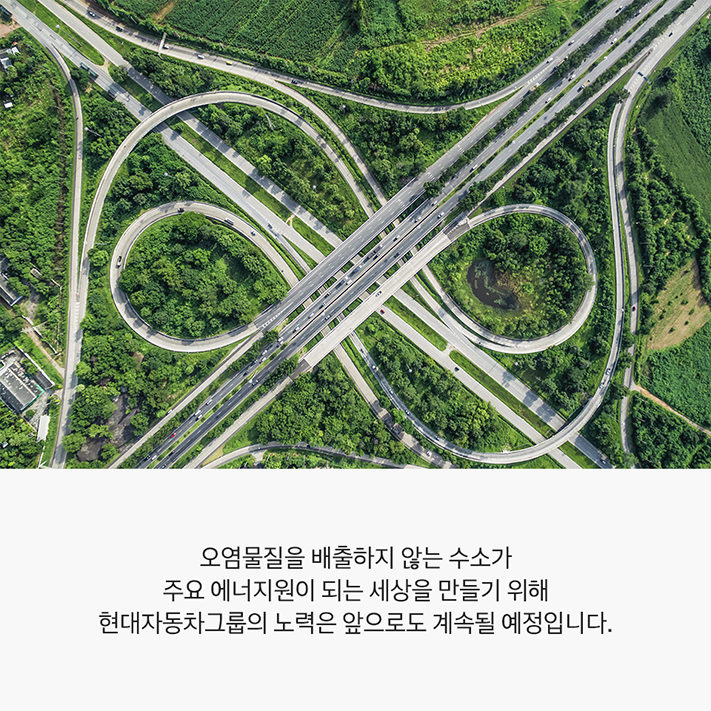 오염물질을 배출하지 않는 수소가
주요 에너지원이 되는 세상을 만들기 위해
현대자동차그룹의 노력은 앞으로도 계속될 예정입니다.